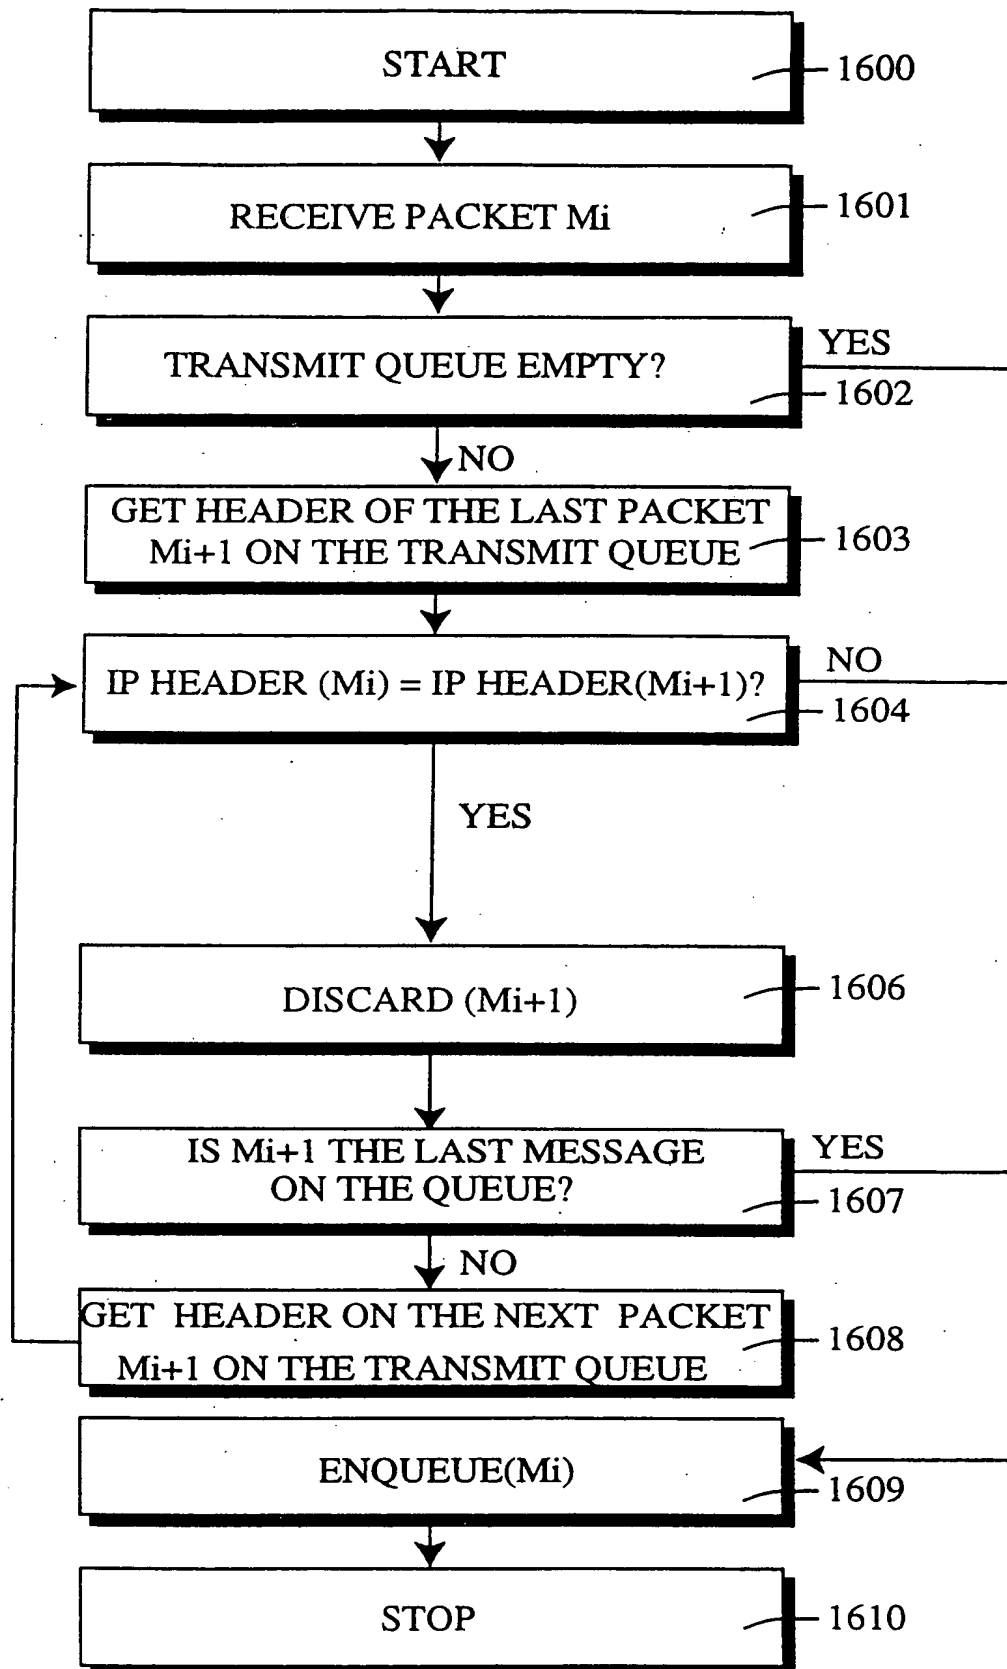 START
1600
RECEIVE PACKET Mi
1601
TRANSMIT QUEUE EMPTY?
YES
1602
NO
GET HEADER OF THE LAST PACKET
Mi+1 ON THE TRANSMIT QUEUE
1603
IP HEADER (Mi) = IP HEADER(Mi+1)?
NO
1604
YES
DISCARD (Mi+1)
1606
IS Mi+1 THE LAST MESSAGE
ON THE QUEUE?
YES
1607
NO
GET HEADER ON THE NEXT PACKET
Mi+1 ON THE TRANSMIT QUEUE
1608
ENQUEUE(Mi)
1609
STOP
1610